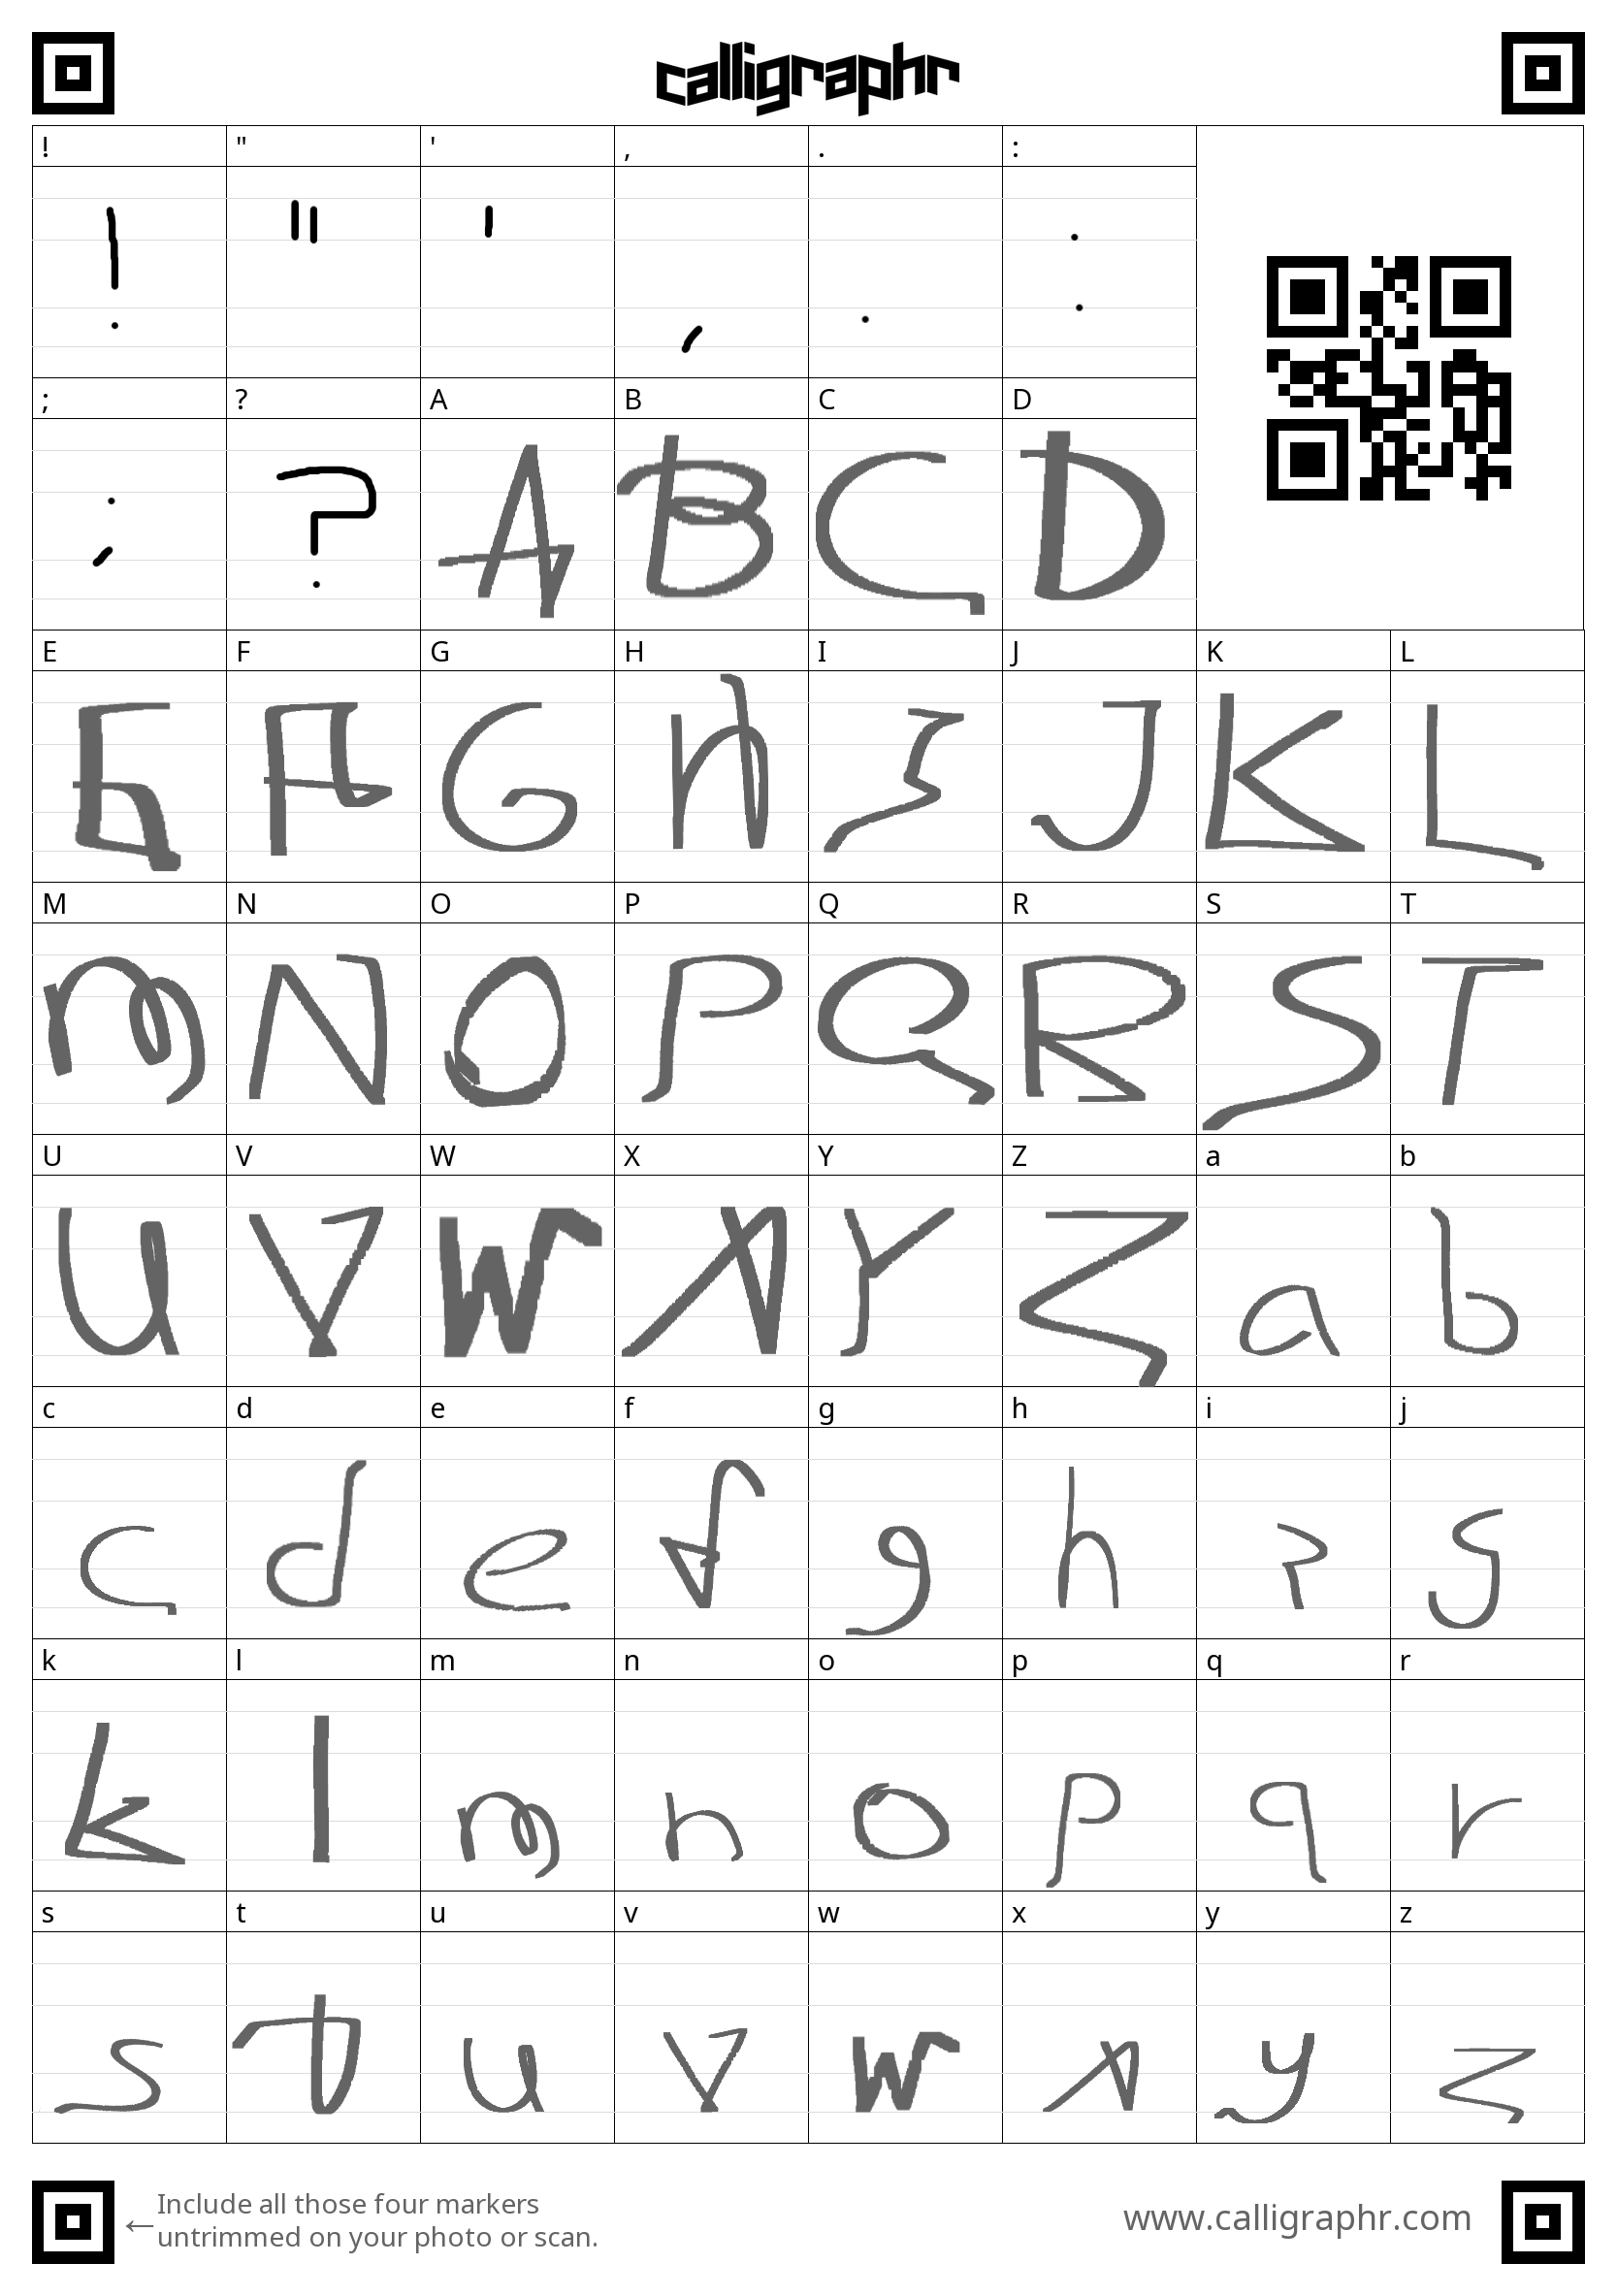 calligraphr
! " ' , . :
! " ' , . :
; ? A B C D
; ? A B C D
E F G H I J K L
E F G H I J K L
M N O P Q R S T
M N O P Q R S T
U V W X Y Z a b
U V W X Y Z a b
c d e f g h i j
c d e f g h i j
k l m n o p q r
k l m n o p q r
s t u v w x y z
s t u v w x y z
←Include all those four markers
untrimmed on your photo or scan.
www.calligraphr.com